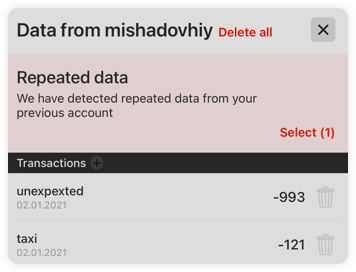 Data from mishadovhiy Delete all
Repeated data
We have detected repeated data from your
previous account
Select (1)
Transactions
unexpexted
-993
02.01.2021
taxi
-121
02.01.2021